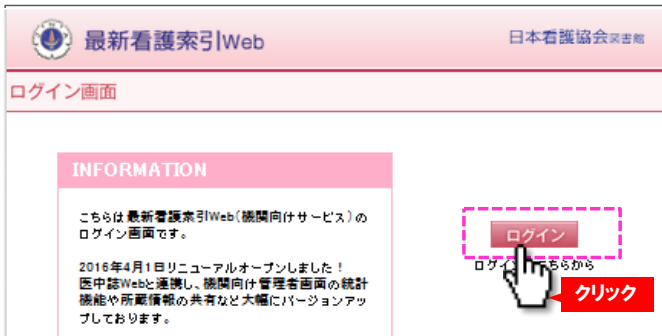 最新看護索引Web
日本看護協会図書館
ログイン画面
INFORMATION
こちらは最新看護索引Web(機関向けサービス)の
ログイン画面です。
ログイン
2016年4月1日リニューアルオープンしました!
医中誌Webと連携し、機関向け管理者画面の統計
機能や所蔵情報の共有など大幅にバージョンアッ
プしております。
ログイン こちらから
クリック